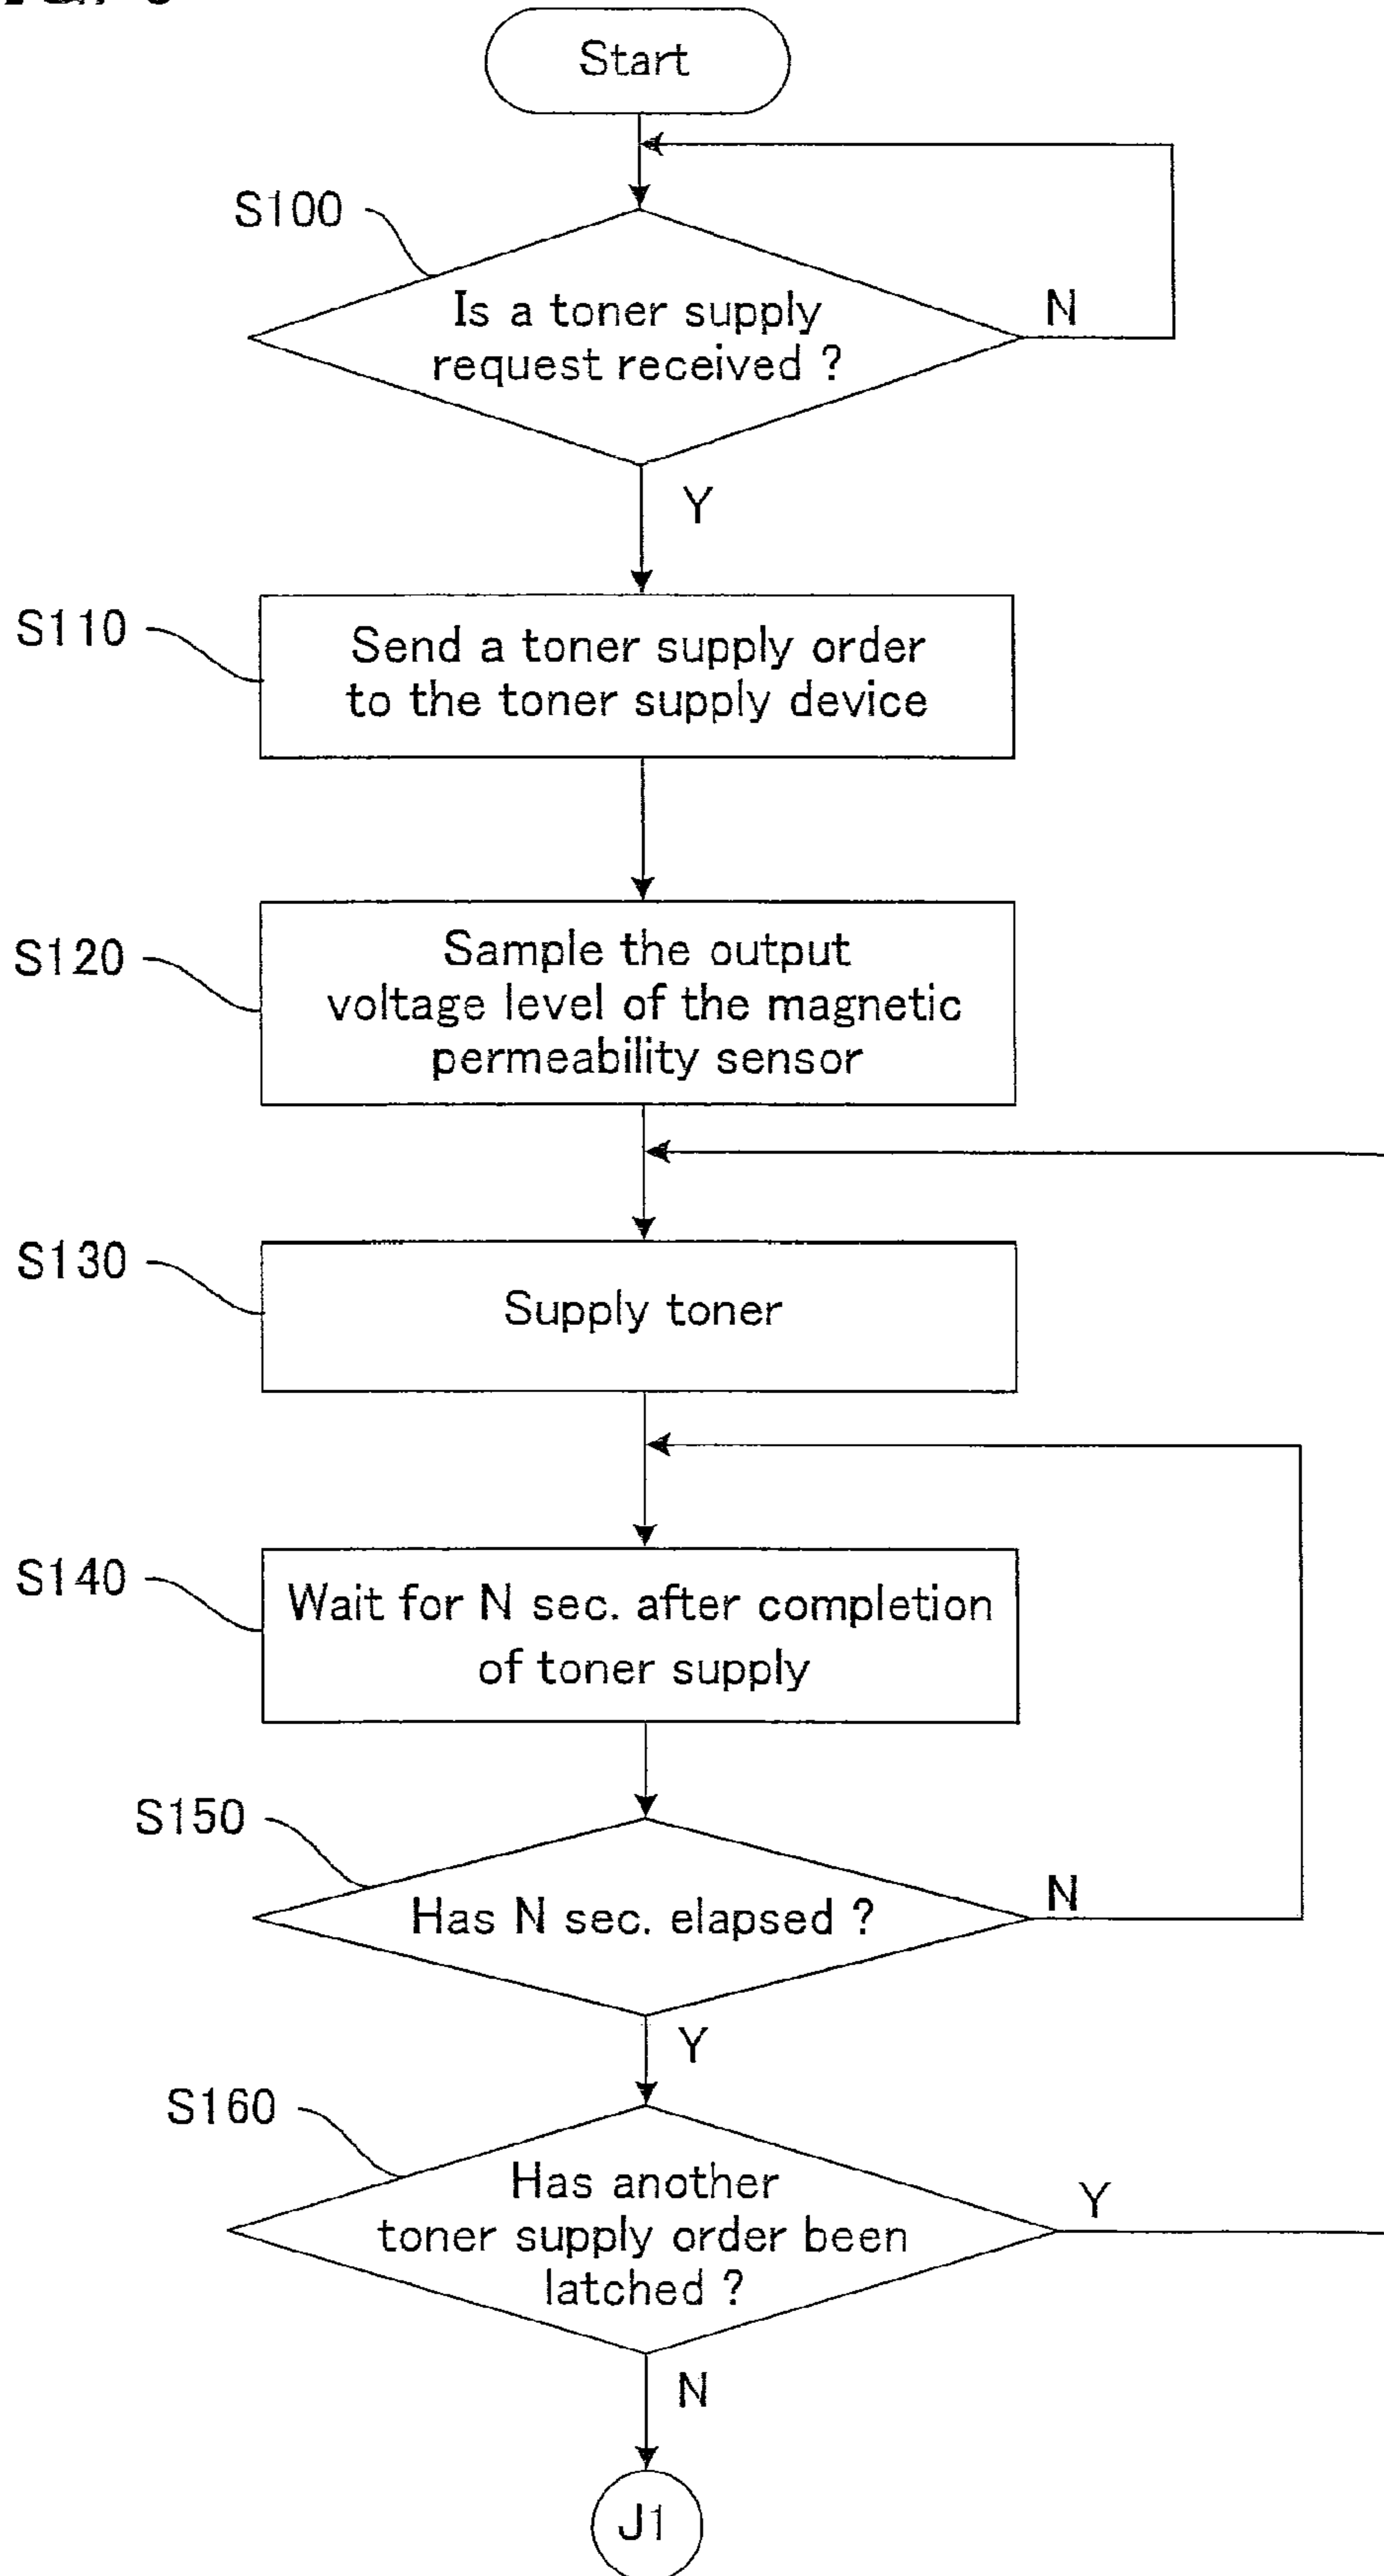 Start
S100
Is a toner supply
request received ?
N
Y
S110
Send a toner supply order
to the toner supply device
S120
Sample the output
voltage level of the magnetic
permeability sensor
S130
Supply toner
S140
Wait for N sec. after completion
of toner supply
S150
Has N sec. elapsed ?
N
Y
S160
Has another
toner supply order been
latched ?
Y
N
J1